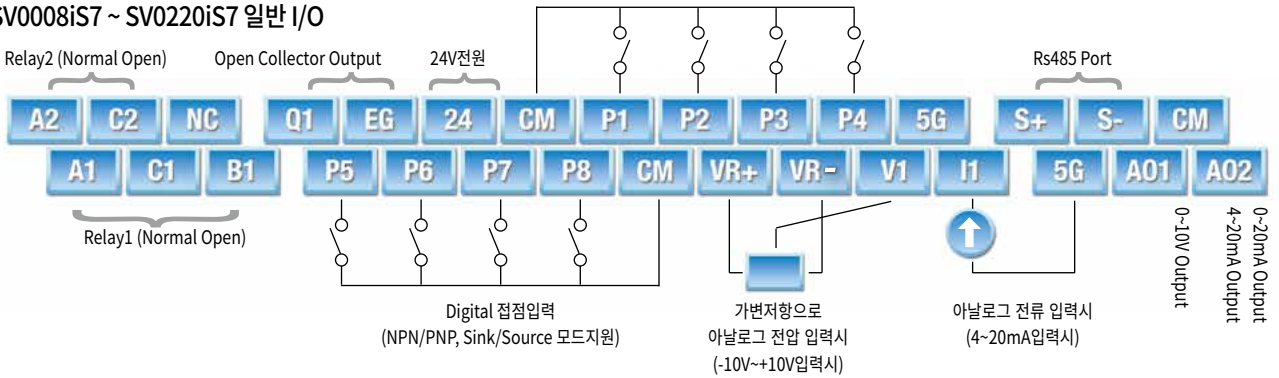 SV0008iS7 ~ SV0220iS7 일반 I/O
Relay2 (Normal Open)
Open Collector Output
24V전원
Rs485 Port
A2 C2 NC Q1 EG 24 CM P1 P2 P3 P4 5G S+ S- CM
A1 C1 B1 P5 P6 P7 P8 CM VR+ VR- V1 I1 5G AO1 AO2
Relay1 (Normal Open)
Digital 접점입력
(NPN/PNP, Sink/Source 모드지원)
가변저항으로
아날로그 전압 입력시
(-10V~+10V입력시)
아날로그 전류 입력시
(4~20mA입력시)
0~10V Output
0~20mA Output
4~20mA Output